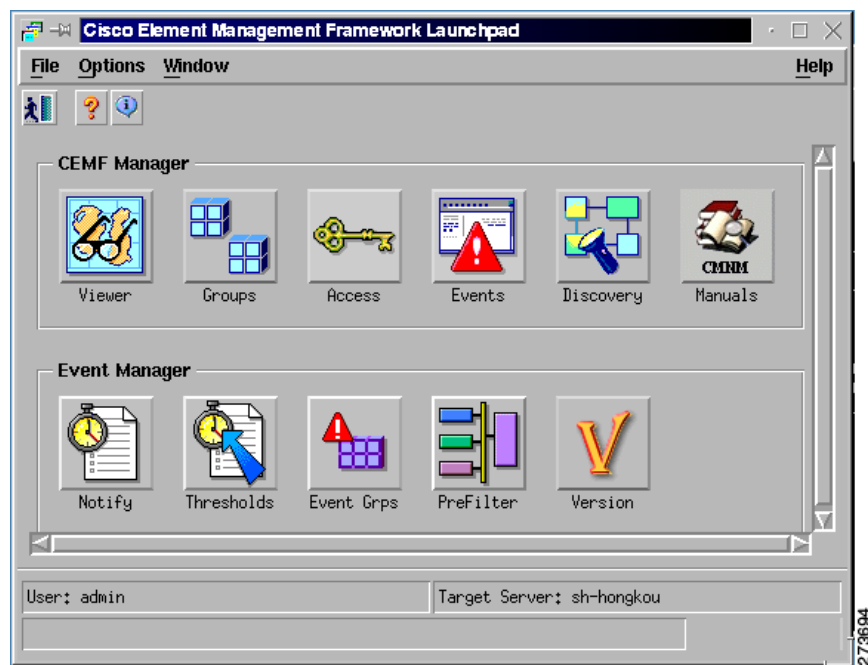 Cisco Element Management Framework Launchpad
File Options Window Help
CEMF Manager
CMNM
Viewer Groups Access Events Discovery Manuals
Event Manager
Notify Thresholds Event Grps PreFilter Version
User: admin Target Server: sh-hongkou
273694